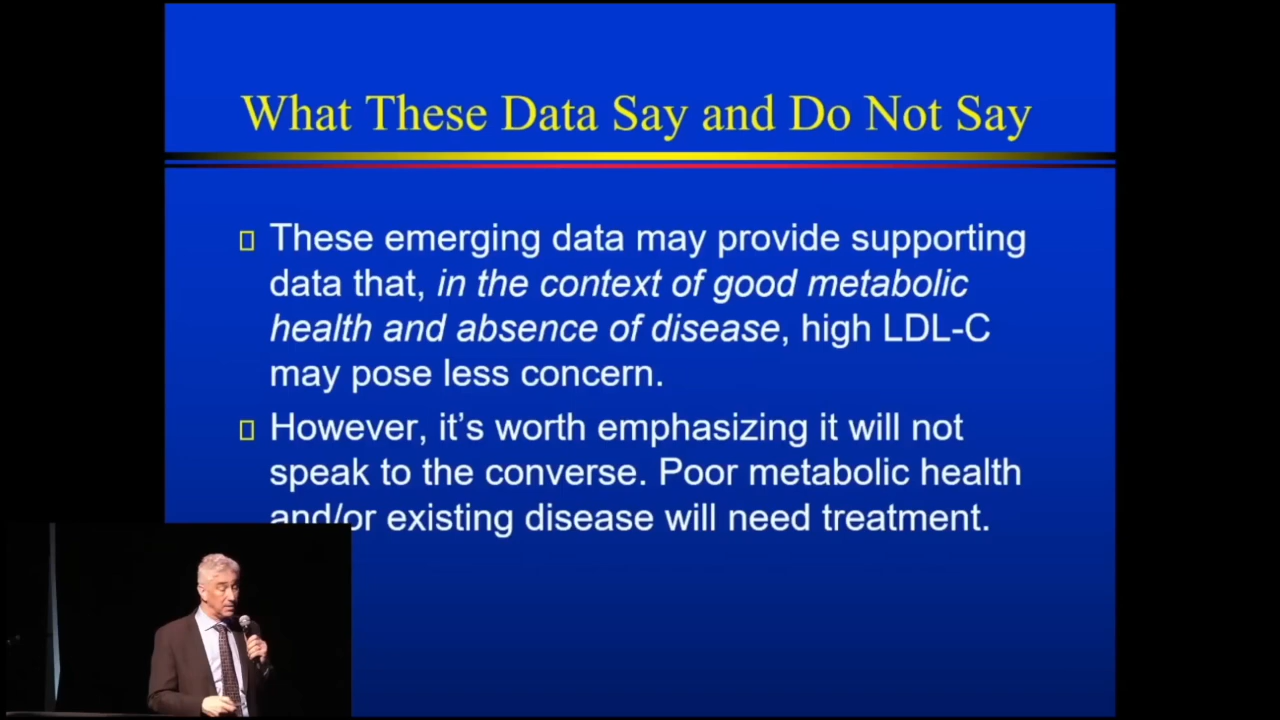 What These Data Say and Do Not Say
These emerging data may provide supporting
data that, in the context of good metabolic
health and absence of disease, high LDL-C
may pose less concern.
However, it's worth emphasizing it will not
speak to the converse. Poor metabolic health
and/or existing disease will need treatment.